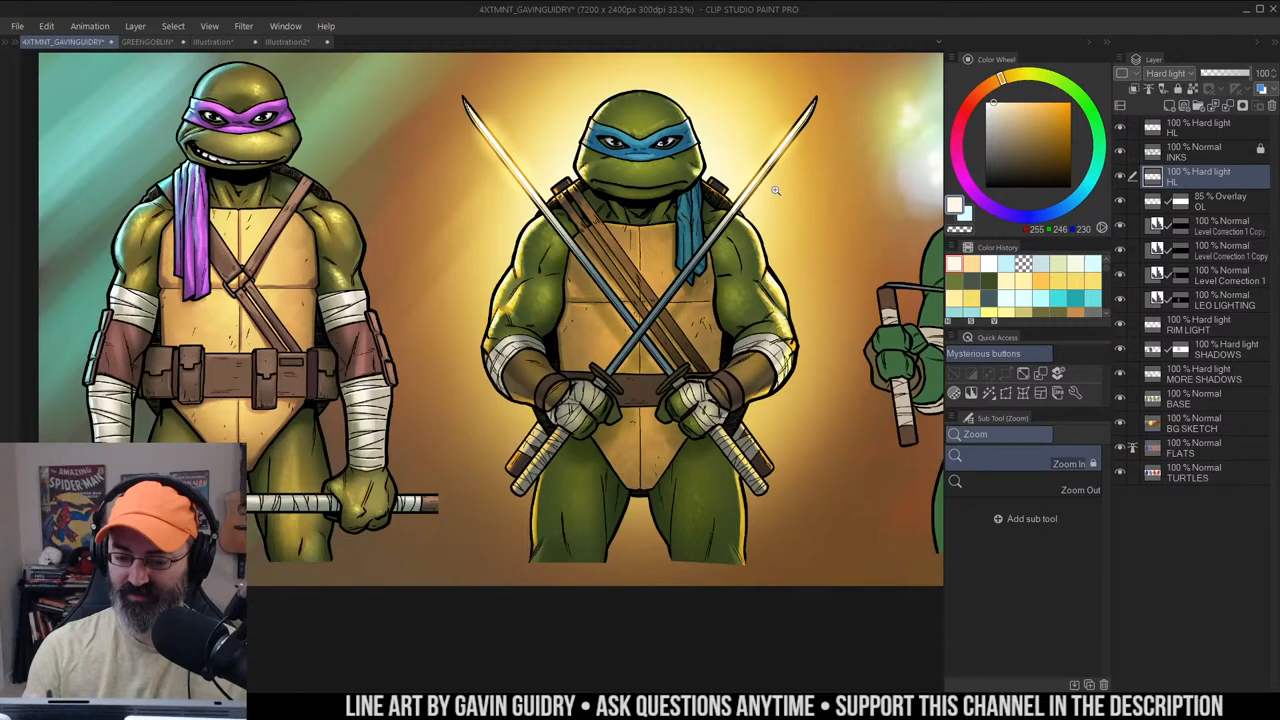 4XTMNT_GAVINGUIDRY* (7200 x 2400px 300dpi 33.3%) - CLIP STUDIO PAINT PRO
File Edit Animation Layer Select View Filter Window Help
4XTMNT_GAVINGUIDRY* GREENGOBLIN* Illustration* Illustration2*
Color Wheel
255 246 230
Color History
H S V
Quick Access
Mysterious buttons
Sub Tool [Zoom]
Zoom
Zoom In
Zoom Out
Add sub tool
Layer
Hard light 100
100 % Hard light
HL
100 % Normal
INKS
100 % Hard light
HL
85 % Overlay
OL
100 % Normal
Level Correction 1 Copy
100 % Normal
Level Correction 1 Copy
100 % Normal
Level Correction 1
100 % Normal
LEO LIGHTING
100 % Hard light
RIM LIGHT
100 % Hard light
SHADOWS
100 % Hard light
MORE SHADOWS
100 % Normal
BASE
100 % Normal
BG SKETCH
100 % Normal
FLATS
100 % Normal
TURTLES
AMAZING
SPIDER-MAN
LINE ART BY GAVIN GUIDRY • ASK QUESTIONS ANYTIME • SUPPORT THIS CHANNEL IN THE DESCRIPTION